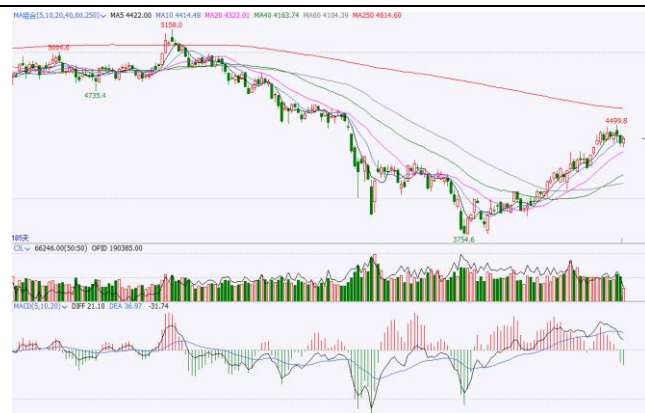 MA组合(5,10,20,40,60,250) MA5 4422.00 MA10 4414.48 MA20 4322.01 MA40 4163.74 MA60 4194.39 MA250 4614.60
5158.0
5004.6
4735.4
4499.8
3754.6
185天
CJL 66246.00(50:50) OPID 190385.00
MACD(5,10,20) DIFF 21.10 DEA 36.97 -31.74